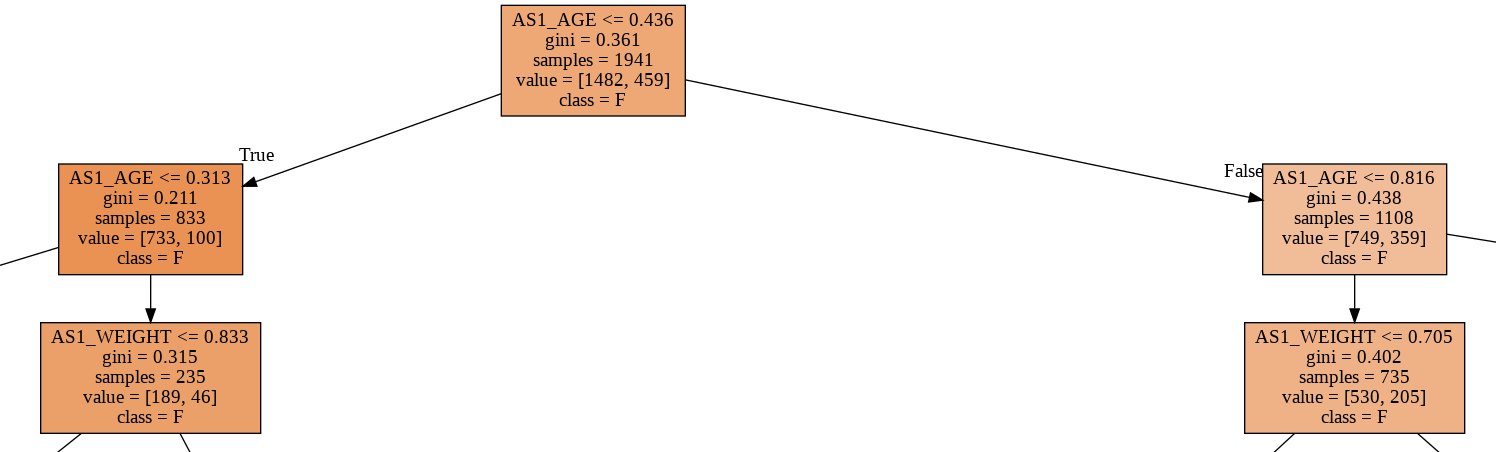 AS1_AGE <= 0.436
gini = 0.361
samples = 1941
value = [1482, 459]
class = F
True
False
AS1_AGE <= 0.313
gini = 0.211
samples = 833
value = [733, 100]
class = F
AS1_AGE <= 0.816
gini = 0.438
samples = 1108
value = [749, 359]
class = F
AS1_WEIGHT <= 0.833
gini = 0.315
samples = 235
value = [189, 46]
class = F
AS1_WEIGHT <= 0.705
gini = 0.402
samples = 735
value = [530, 205]
class = F